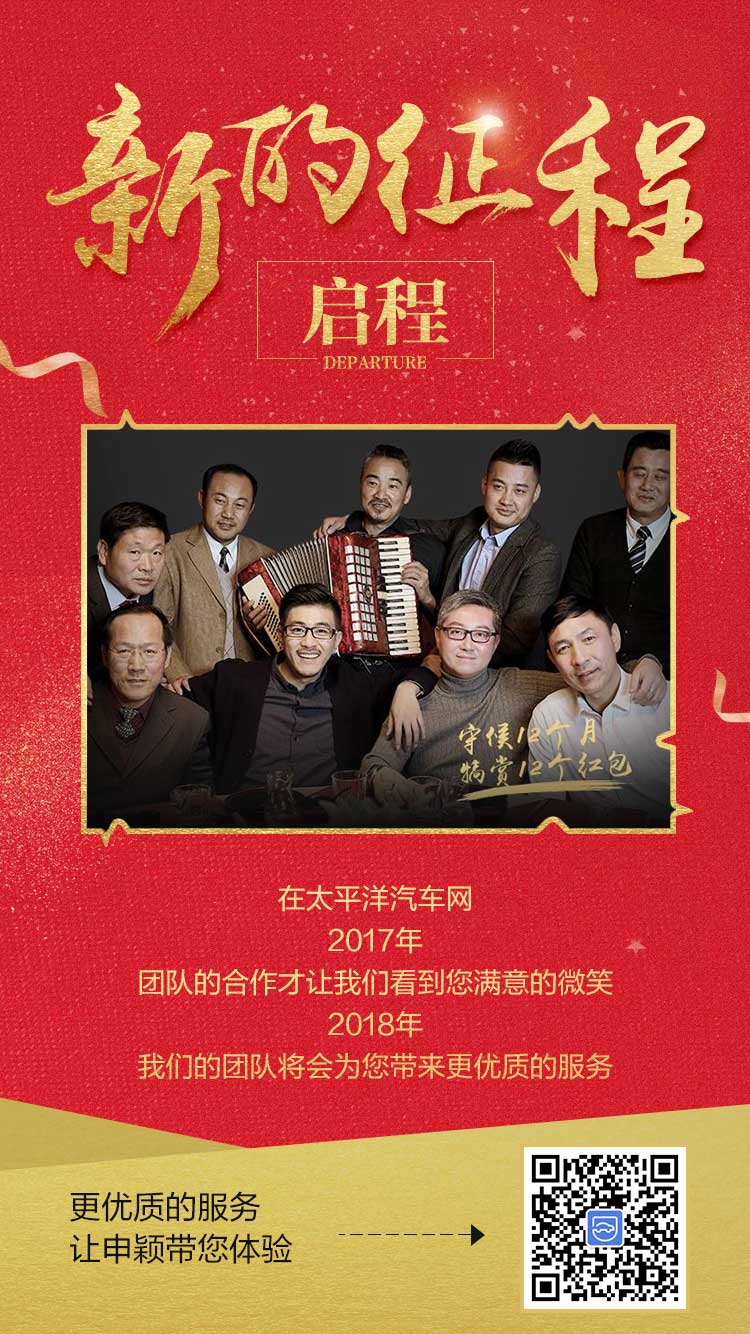 新的征程
启程
DEPARTURE
守侯12个月
犒赏12个红包
在太平洋汽车网
2017年
团队的合作才让我们看到您满意的微笑
2018年
我们的团队将会为您带来更优质的服务
更优质的服务
让申颖带您体验